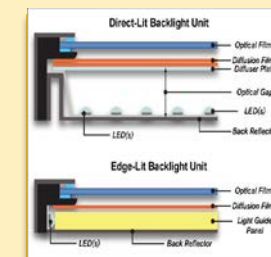 Direct-Lit Backlight Unit
Optical Film
Diffusion Film
Diffuser Plat
Optical Gap
LED(s)
LED(s)
Back Reflector
Edge-Lit Backlight Unit
Optical Film
Diffusion Film
Light Guide
Panel
LED(s)
Back Reflector